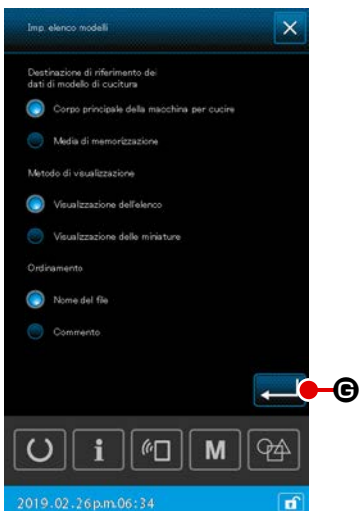 Imp. elenco modelli
Destinazione di riferimento dei
dati di modello di cucitura
Corpo principale della macchina per cucire
Media di memorizzazione
Metodo di visualizzazione
Visualizzazione dell'elenco
Visualizzazione delle miniature
Ordinamento
Nome del file
Commento
G
i
M
2019.02.26p.m.06:34